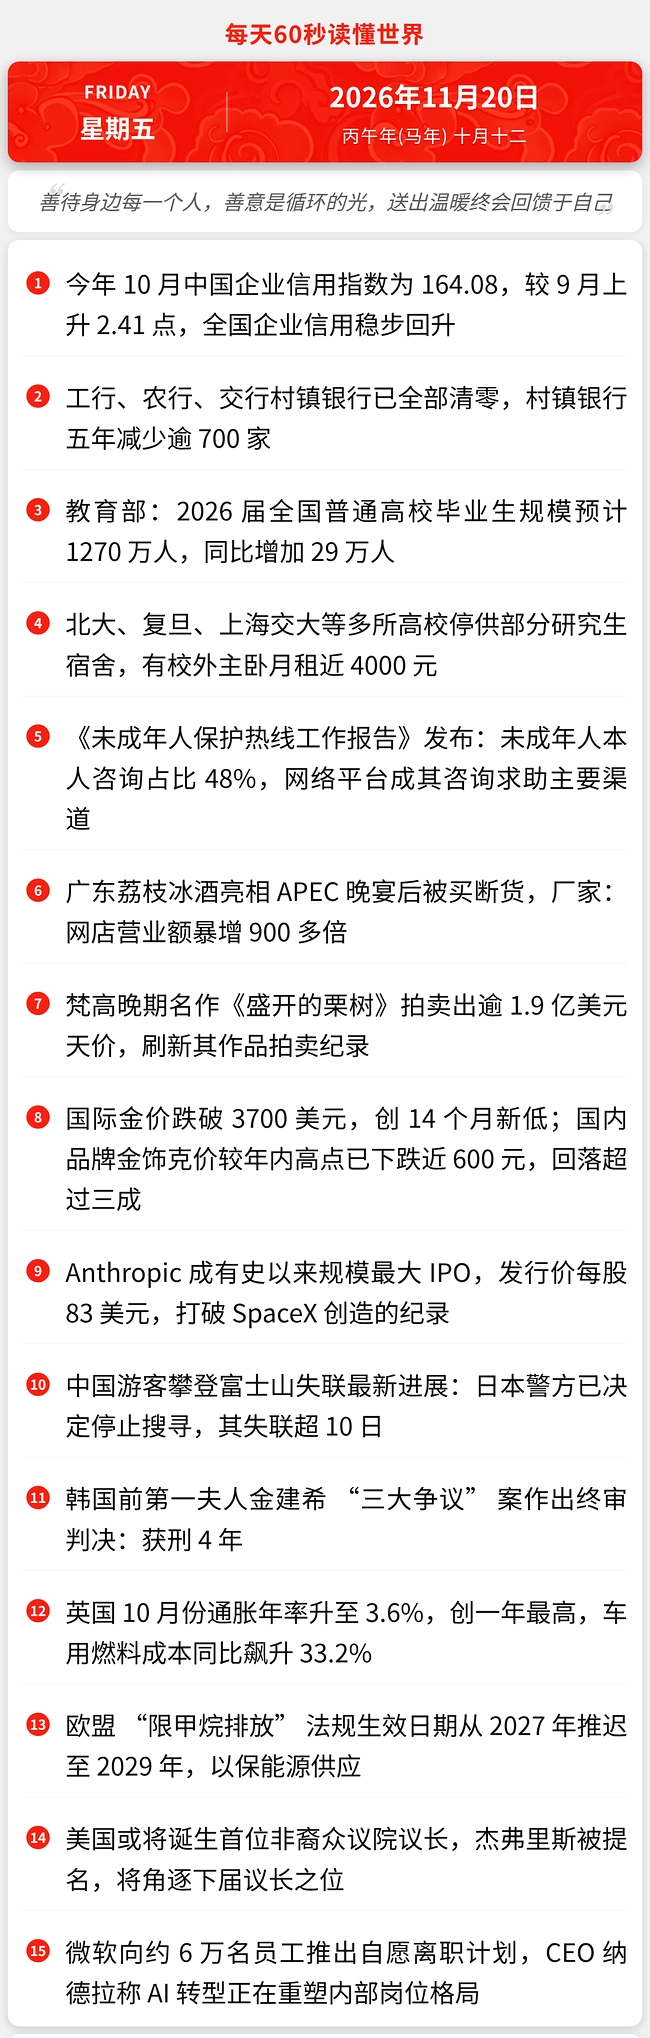 每天60秒读懂世界
FRIDAY
星期五
2026年11月20日
丙午年(马年) 十月十二
“善待身边每一个人，善意是循环的光，送出温暖终会回馈于自己”
1 今年 10 月中国企业信用指数为 164.08，较 9 月上
升 2.41 点，全国企业信用稳步回升
2 工行、农行、交行村镇银行已全部清零，村镇银行
五年减少逾 700 家
3 教育部：2026 届全国普通高校毕业生规模预计
1270 万人，同比增加 29 万人
4 北大、复旦、上海交大等多所高校停供部分研究生
宿舍，有校外主卧月租近 4000 元
5 《未成年人保护热线工作报告》发布：未成年人本
人咨询占比 48%，网络平台成其咨询求助主要渠
道
6 广东荔枝冰酒亮相 APEC 晚宴后被买断货，厂家：
网店营业额暴增 900 多倍
7 梵高晚期名作《盛开的栗树》拍卖出逾 1.9 亿美元
天价，刷新其作品拍卖纪录
8 国际金价跌破 3700 美元，创 14 个月新低；国内
品牌金饰克价较年内高点已下跌近 600 元，回落超
过三成
9 Anthropic 成有史以来规模最大 IPO，发行价每股
83 美元，打破 SpaceX 创造的纪录
10 中国游客攀登富士山失联最新进展：日本警方已决
定停止搜寻，其失联超 10 日
11 韩国前第一夫人金建希 “三大争议” 案作出终审
判决：获刑 4 年
12 英国 10 月份通胀年率升至 3.6%，创一年最高，车
用燃料成本同比飙升 33.2%
13 欧盟 “限甲烷排放” 法规生效日期从 2027 年推迟
至 2029 年，以保能源供应
14 美国或将诞生首位非裔众议院议长，杰弗里斯被提
名，将角逐下届议长之位
15 微软向约 6 万名员工推出自愿离职计划，CEO 纳
德拉称 AI 转型正在重塑内部岗位格局